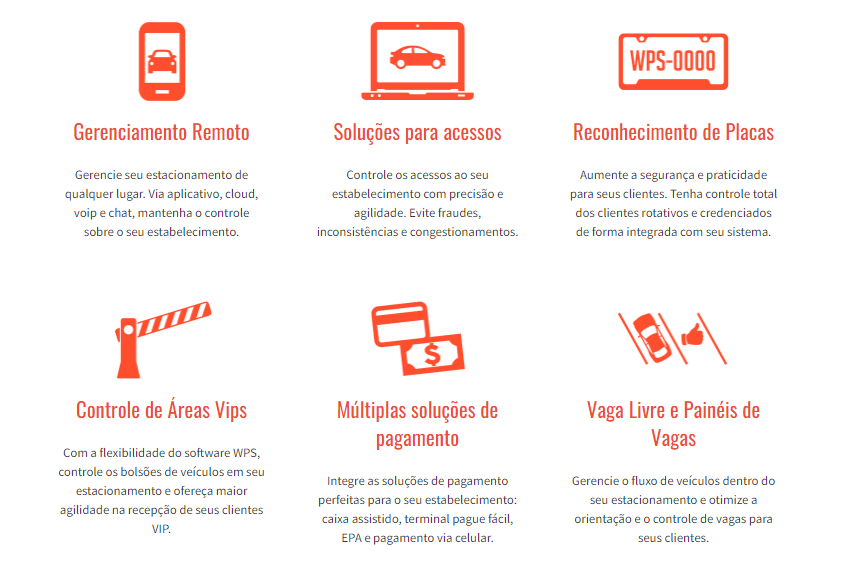 WPS-0000
Gerenciamento Remoto
Gerencie seu estacionamento de
qualquer lugar. Via aplicativo, cloud,
voip e chat, mantenha o controle
sobre o seu estabelecimento.
Soluções para acessos
Controle os acessos ao seu
estabelecimento com precisão e
agilidade. Evite fraudes,
inconsistências e congestionamentos.
Reconhecimento de Placas
Aumente a segurança e praticidade
para seus clientes. Tenha controle total
dos clientes rotativos e credenciados
de forma integrada com seu sistema.
Controle de Áreas Vips
Com a flexibilidade do software WPS,
controle os bolsões de veículos em seu
estacionamento e ofereça maior
agilidade na recepção de seus clientes
VIP.
$
Múltiplas soluções de
pagamento
Integre as soluções de pagamento
perfeitas para o seu estabelecimento:
caixa assistido, terminal pague fácil,
EPA e pagamento via celular.
Vaga Livre e Painéis de
Vagas
Gerencie o fluxo de veículos dentro do
seu estacionamento e otimize a
orientação e o controle de vagas para
seus clientes.